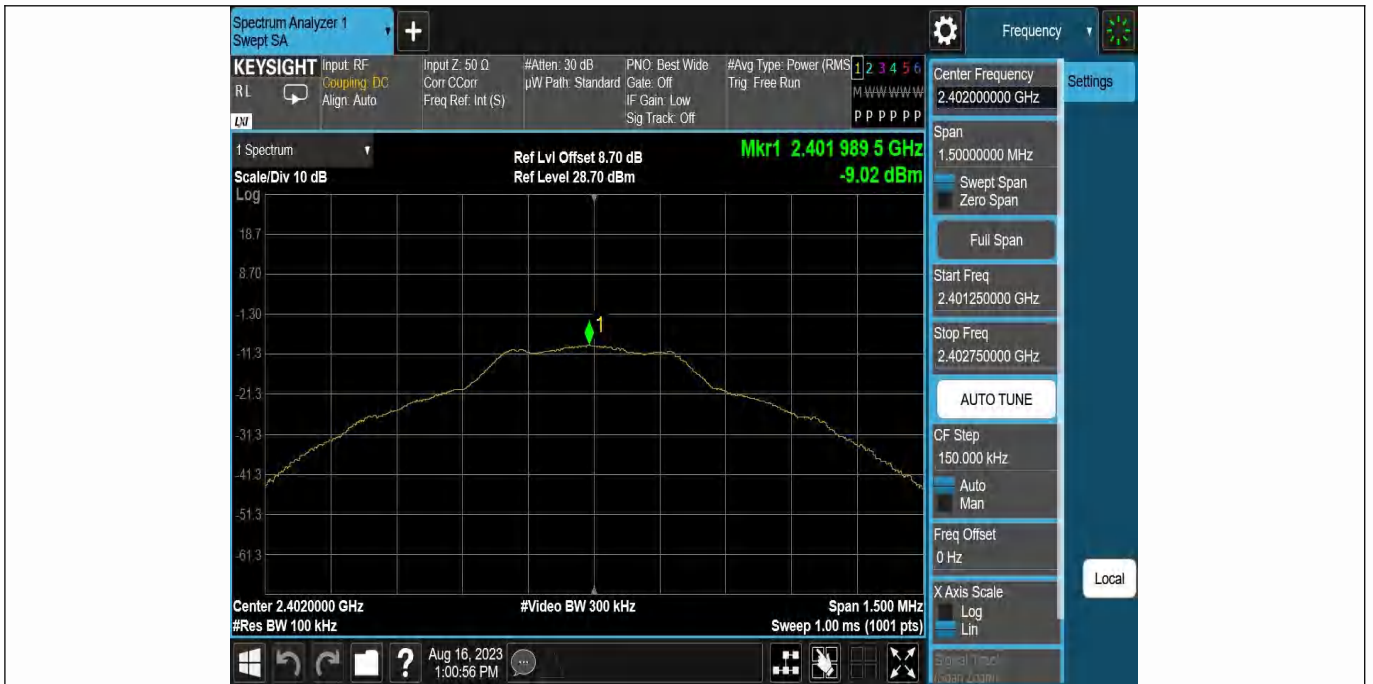 Spectrum Analyzer 1
Swept SA
+
Frequency
KEYSIGHT
RL
LXI
Input: RF
Coupling: DC
Align: Auto
Input Z: 50 Ω
Corr CCorr
Freq Ref: Int (S)
#Atten: 30 dB
µW Path: Standard
PNO: Best Wide
Gate: Off
IF Gain: Low
Sig Track: Off
#Avg Type: Power (RMS
Trig: Free Run
1 2 3 4 5 6
M W W W W W
P P P P P P
1 Spectrum
Scale/Div 10 dB
Log
Ref Lvl Offset 8.70 dB
Ref Level 28.70 dBm
Mkr1 2.401 989 5 GHz
-9.02 dBm
18.7
8.70
-1.30
-11.3
-21.3
-31.3
-41.3
-51.3
-61.3
1
Center 2.4020000 GHz
#Res BW 100 kHz
#Video BW 300 kHz
Span 1.500 MHz
Sweep 1.00 ms (1001 pts)
Center Frequency
2.402000000 GHz
Settings
Span
1.50000000 MHz
Swept Span
Zero Span
Full Span
Start Freq
2.401250000 GHz
Stop Freq
2.402750000 GHz
AUTO TUNE
CF Step
150.000 kHz
Auto
Man
Freq Offset
0 Hz
X Axis Scale
Log
Lin
Signal Track
(Span Zoom)
Local
?
Aug 16, 2023
1:00:56 PM